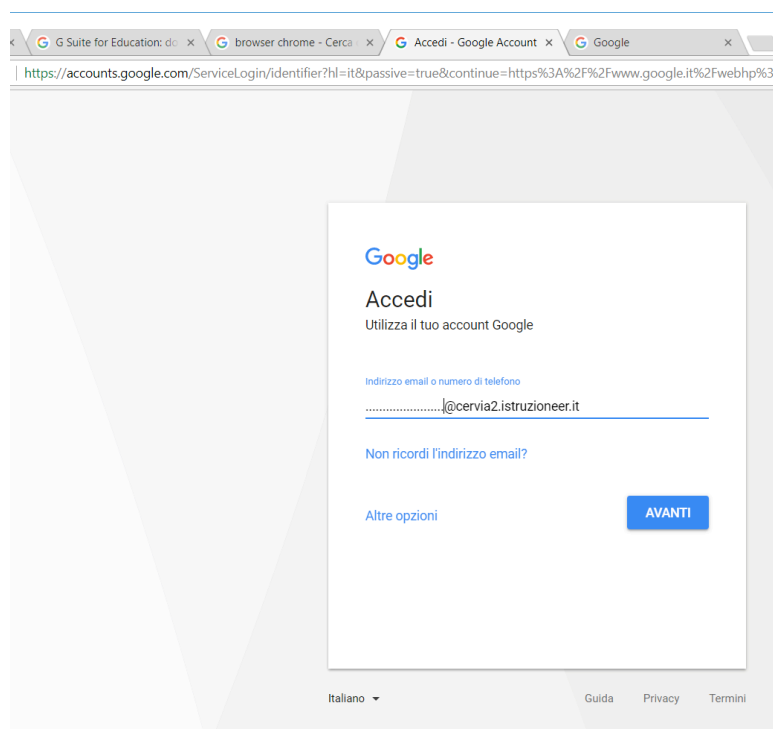 G Suite for Education: do
browser chrome - Cerca
Accedi - Google Account
Google
https://accounts.google.com/ServiceLogin/identifier?hl=it&passive=true&continue=https%3A%2F%2Fwww.google.it%2Fwebhp%3
Google
Accedi
Utilizza il tuo account Google
Indirizzo email o numero di telefono
.......................@cervia2.istruzioneer.it
Non ricordi l'indirizzo email?
Altre opzioni
AVANTI
Italiano
Guida
Privacy
Termini